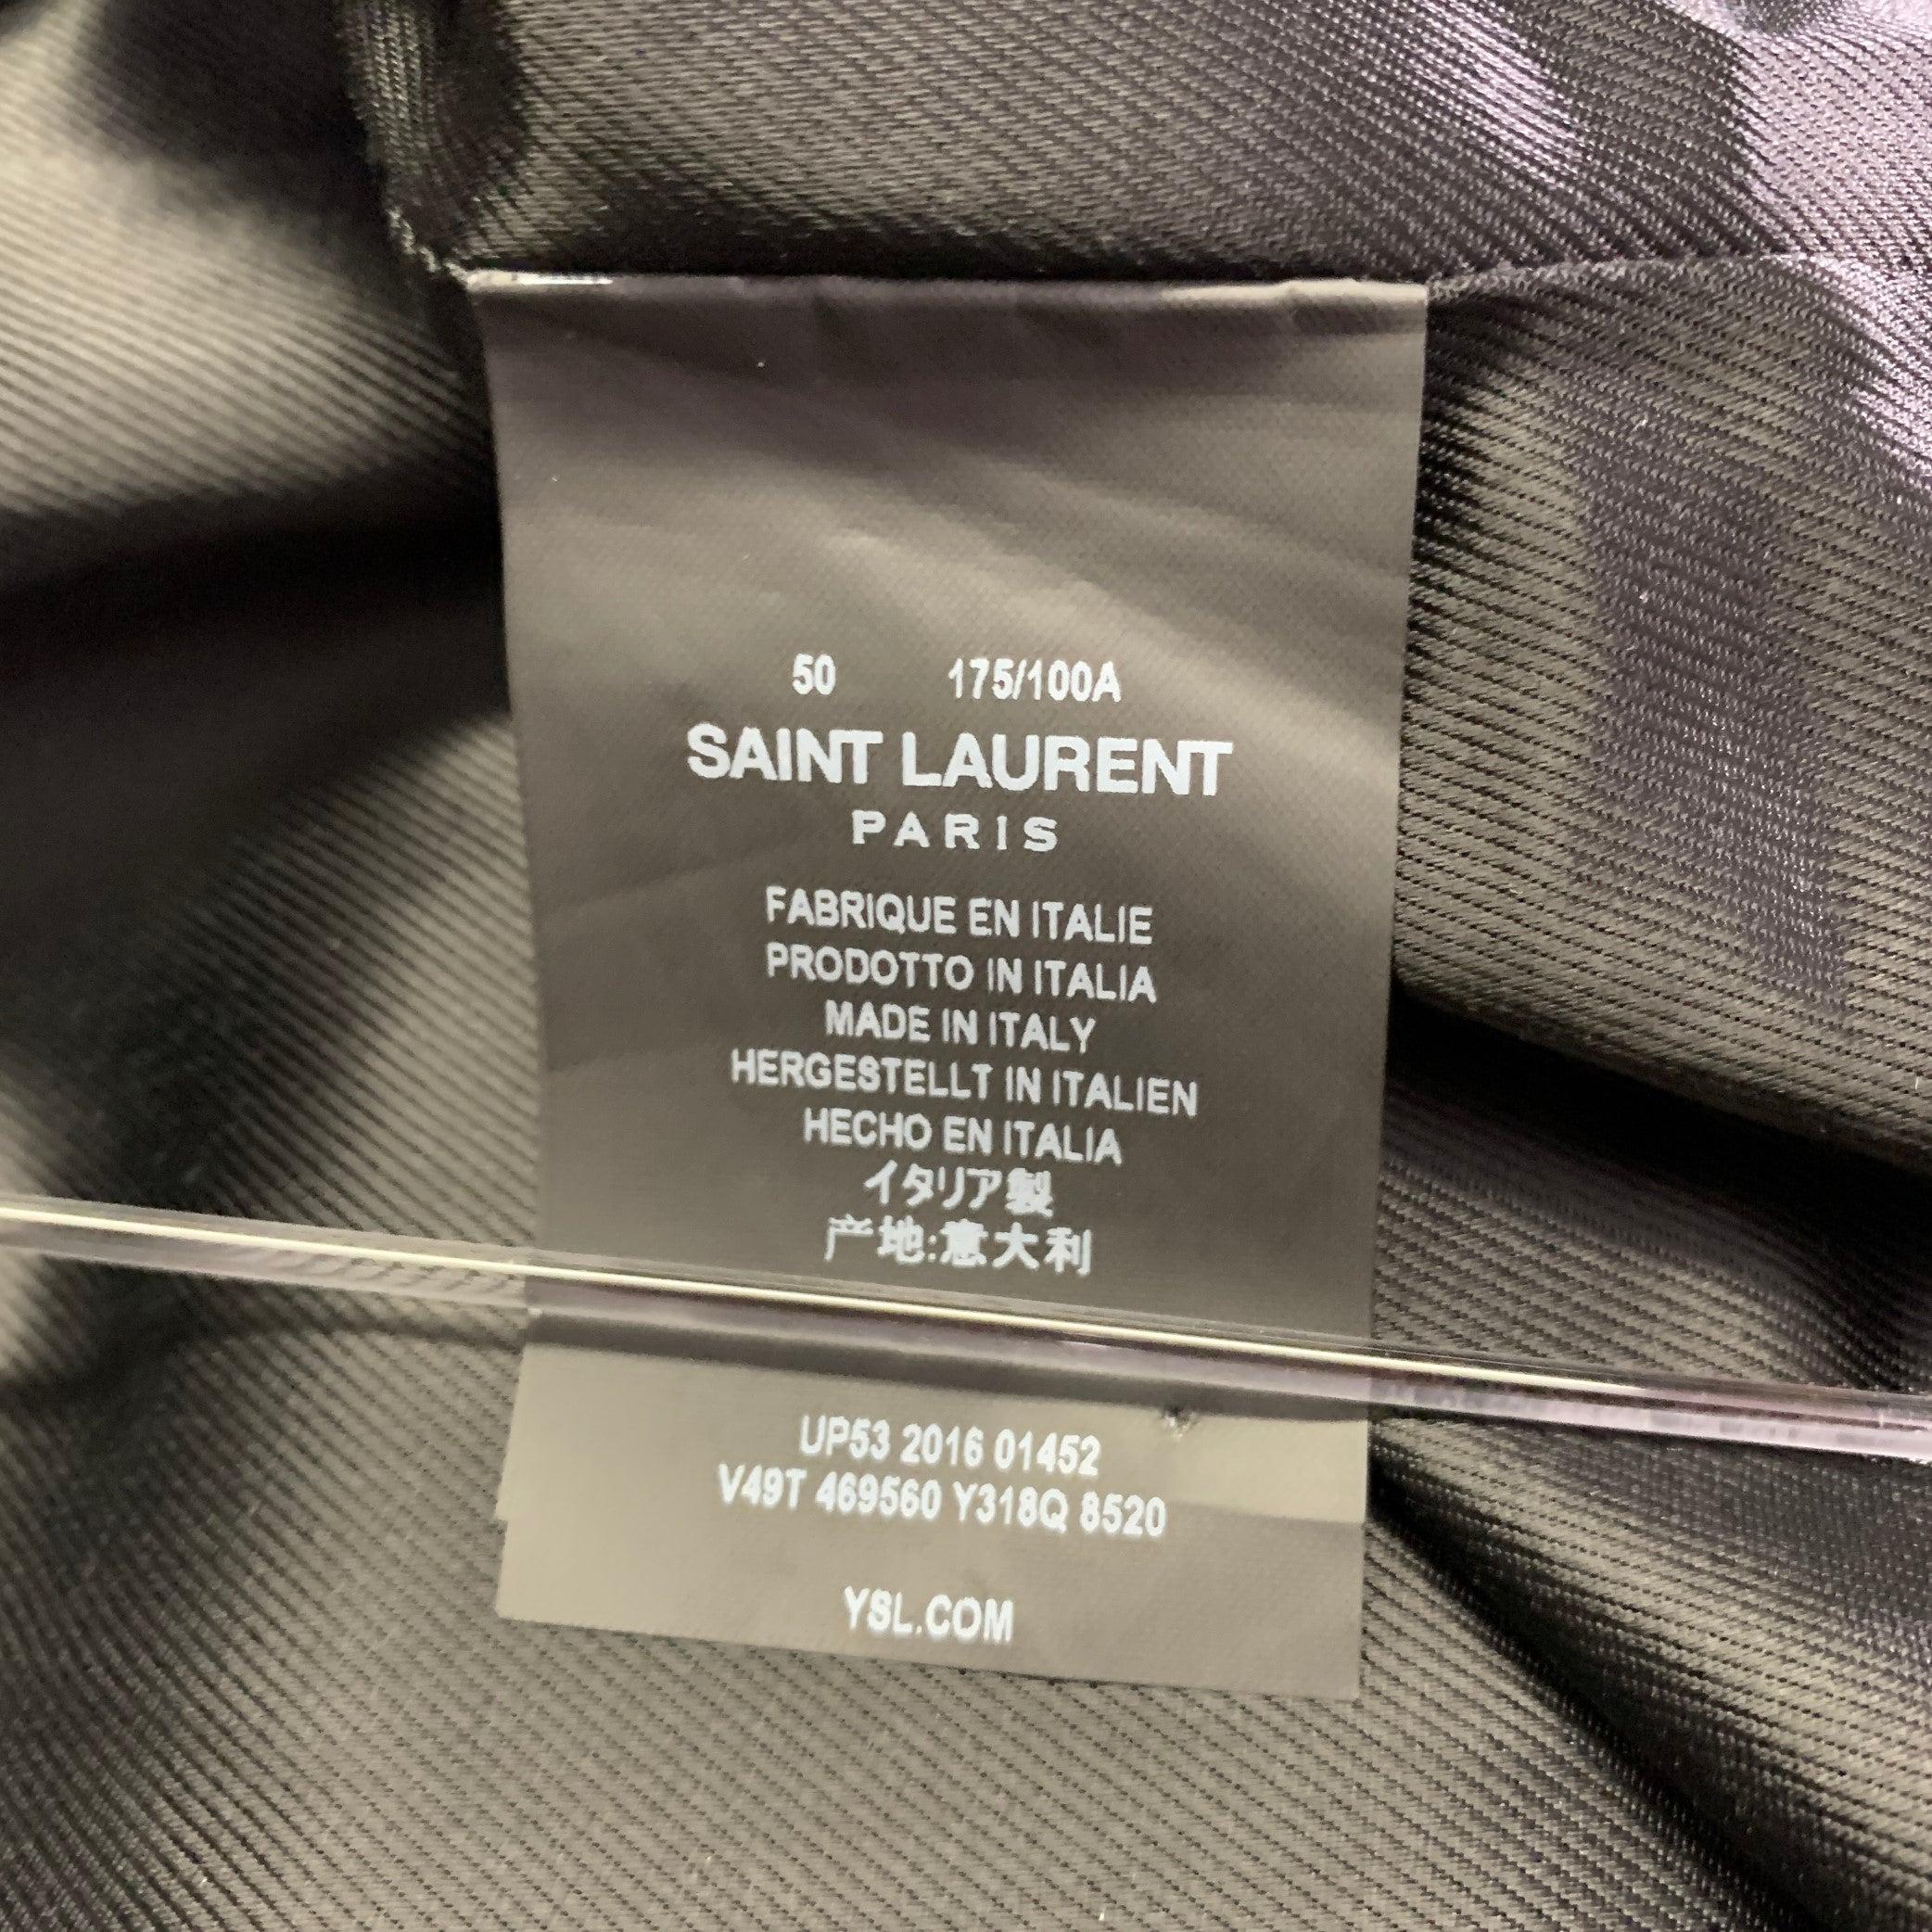 50 175/100A
SAINT LAURENT
PARIS
FABRIQUE EN ITALIE
PRODOTTO IN ITALIA
MADE IN ITALY
HERGESTELLT IN ITALIEN
HECHO EN ITALIA
イタリア製
产地:意大利
UP53 2016 01452
V49T 469560 Y318Q 8520
YSL.COM